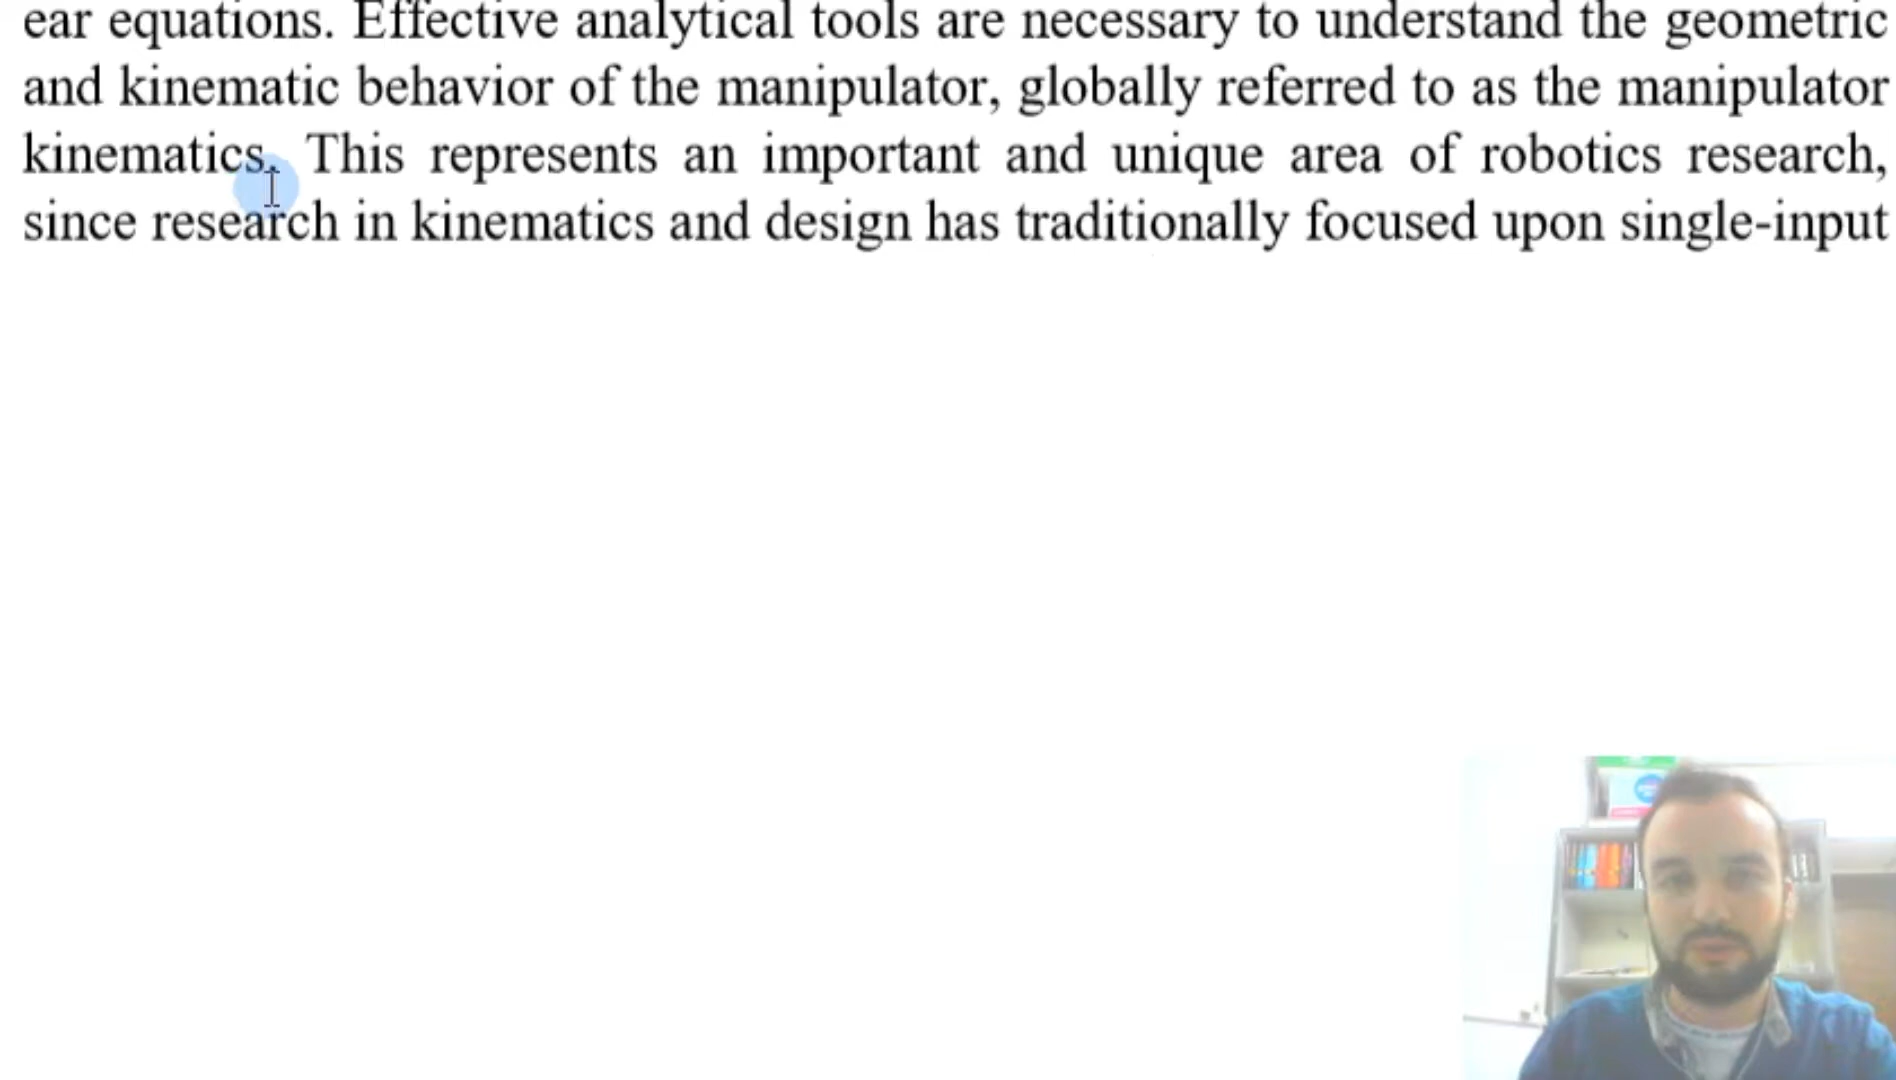 ear equations. Effective analytical tools are necessary to understand the geometric
and kinematic behavior of the manipulator, globally referred to as the manipulator
kinematics. This represents an important and unique area of robotics research,
since research in kinematics and design has traditionally focused upon single-input